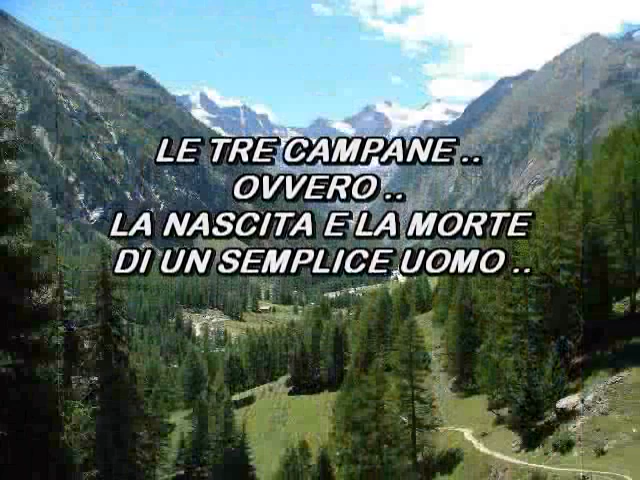 LE TRE CAMPANE ..
OVVERO ..
LA NASCITA E LA MORTE
DI UN SEMPLICE UOMO ..